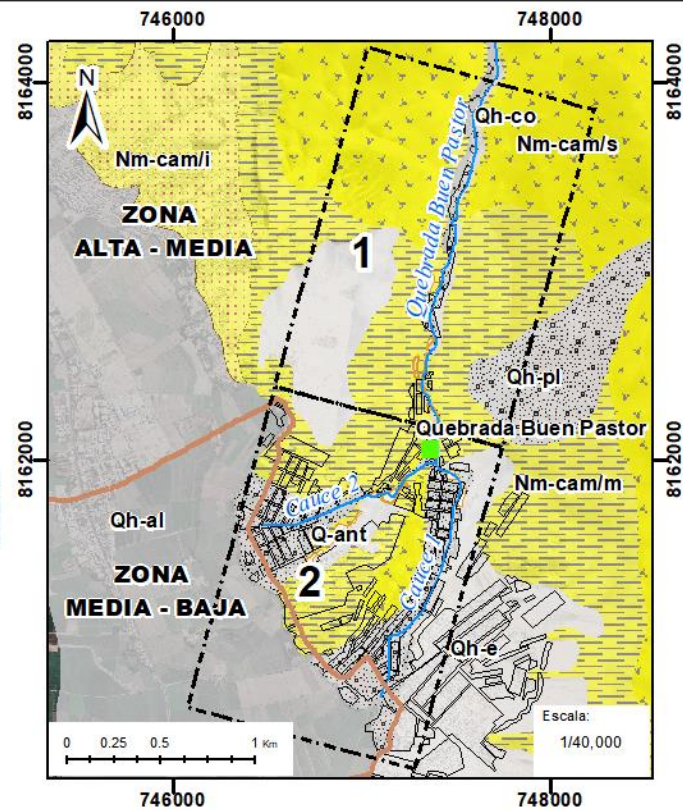 746000
748000
8164000
8164000
N
Qh-co
Nm-cam/s
Nm-cam/i
ZONA
ALTA - MEDIA
1
Quebrada Buen Pastor
Qh-pl
Quebrada Buen Pastor
8162000
8162000
Nm-cam/m
Cauce 2
Qh-al
Q-ant
ZONA
MEDIA - BAJA
2
Cauce 1
Qh-e
Escala:
1/40,000
0 0.25 0.5 1 Km
746000
748000